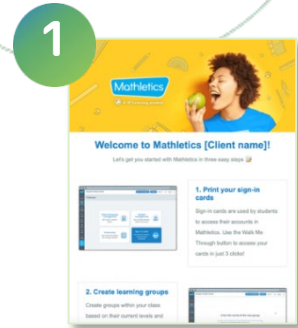 1
Mathletics
Welcome to Mathletics [Client name]!
Let's get you started with Mathletics in three easy steps
1. Print your sign-in
cards
Sign-in cards are used by students
to access their accounts in
Mathletics. Use the Walk Me
Through button to access your
cards in just 3 clicks!
2. Create learning groups
Create groups within your class
based on their current levels and